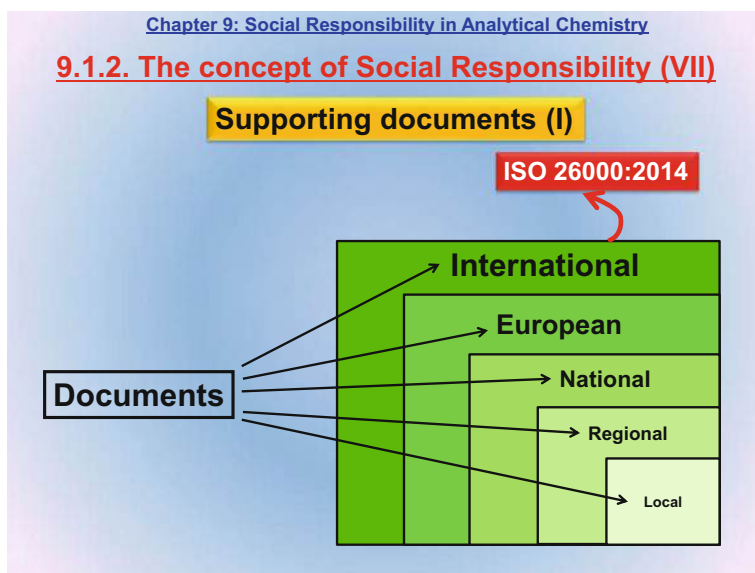 Chapter 9: Social Responsibility in Analytical Chemistry
9.1.2. The concept of Social Responsibility (VII)
Supporting documents (I)
ISO 26000:2014
International
European
National
Documents
Regional
Local